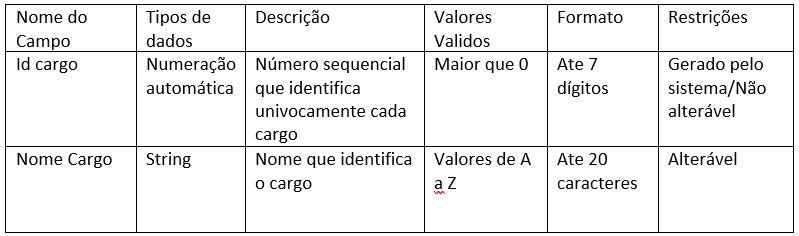 Nome do Campo
Tipos de dados
Descrição
Valores Validos
Formato
Restrições
Id cargo
Numeração automática
Número sequencial que identifica univocamente cada cargo
Maior que 0
Ate 7 dígitos
Gerado pelo sistema/Não alterável
Nome Cargo
String
Nome que identifica o cargo
Valores de A a Z
Ate 20 caracteres
Alterável